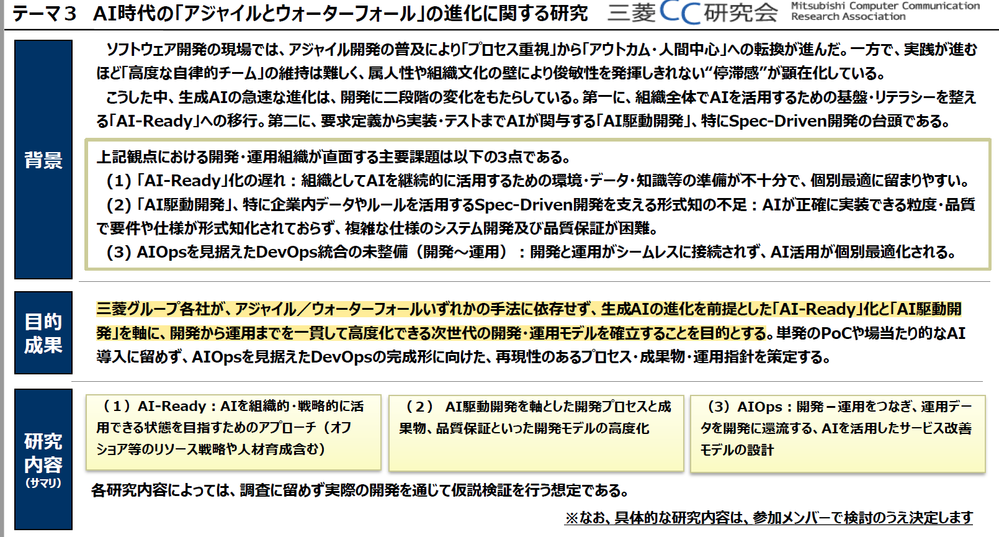 テーマ３　AI時代の「アジャイルとウォーターフォール」の進化に関する研究
三菱CC研究会
Mitsubishi Computer Communication
Research Association
背景
ソフトウェア開発の現場では、アジャイル開発の普及により「プロセス重視」から「アウトカム・人間中心」への転換が進んだ。一方で、実践が進む
ほど「高度な自律的チーム」の維持は難しく、属人性や組織文化の壁により俊敏性を発揮しきれない“停滞感”が顕在化している。
こうした中、生成AIの急速な進化は、開発に二段階の変化をもたらしている。第一に、組織全体でAIを活用するための基盤・リテラシーを整え
る「AI-Ready」への移行。第二に、要求定義から実装・テストまでAIが関与する「AI駆動開発」、特にSpec-Driven開発の台頭である。
上記観点における開発・運用組織が直面する主要課題は以下の3点である。
(1) 「AI-Ready」化の遅れ：組織としてAIを継続的に活用するための環境・データ・知識等の準備が不十分で、個別最適に留まりやすい。
(2) 「AI駆動開発」、特に企業内データやルールを活用するSpec-Driven開発を支える形式知の不足：AIが正確に実装できる粒度・品質
で要件や仕様が形式知化されておらず、複雑な仕様のシステム開発及び品質保証が困難。
(3) AIOpsを見据えたDevOps統合の未整備（開発～運用）：開発と運用がシームレスに接続されず、AI活用が個別最適化される。
目的
成果
三菱グループ各社が、アジャイル／ウォーターフォールいずれかの手法に依存せず、生成AIの進化を前提とした「AI-Ready」化と「AI駆動開
発」を軸に、開発から運用までを一貫して高度化できる次世代の開発・運用モデルを確立することを目的とする。単発のPoCや場当たり的なAI
導入に留めず、AIOpsを見据えたDevOpsの完成形に向けた、再現性のあるプロセス・成果物・運用指針を策定する。
研究
内容
（サマリ）
（１）AI-Ready：AIを組織的・戦略的に活
用できる状態を目指すためのアプローチ（オフ
ショア等のリソース戦略や人材育成含む）
（２） AI駆動開発を軸とした開発プロセスと成
果物、品質保証といった開発モデルの高度化
（3）AIOps：開発－運用をつなぎ、運用デー
タを開発に還流する、AIを活用したサービス改善
モデルの設計
各研究内容によっては、調査に留めず実際の開発を通じて仮説検証を行う想定である。
※なお、具体的な研究内容は、参加メンバーで検討のうえ決定します